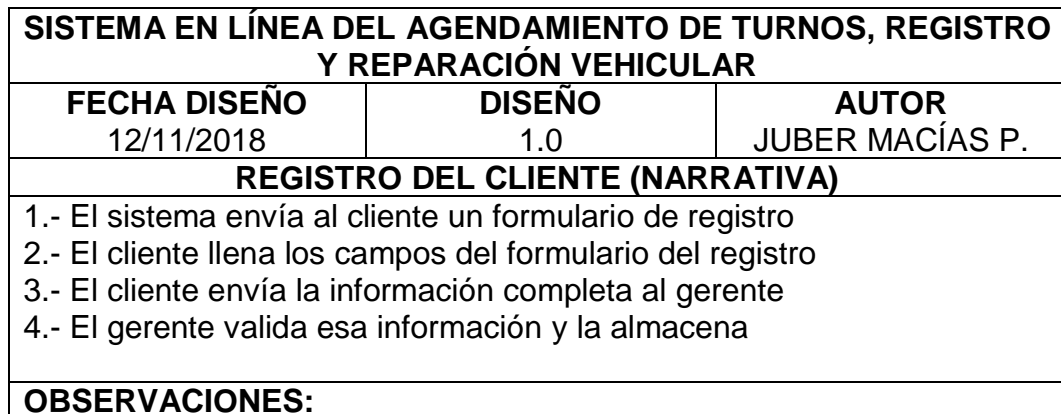 SISTEMA EN LÍNEA DEL AGENDAMIENTO DE TURNOS, REGISTRO
Y REPARACIÓN VEHICULAR
FECHA DISEÑO
12/11/2018
DISEÑO
1.0
AUTOR
JUBER MACÍAS P.
REGISTRO DEL CLIENTE (NARRATIVA)
1.- El sistema envía al cliente un formulario de registro
2.- El cliente llena los campos del formulario del registro
3.- El cliente envía la información completa al gerente
4.- El gerente valida esa información y la almacena
OBSERVACIONES: